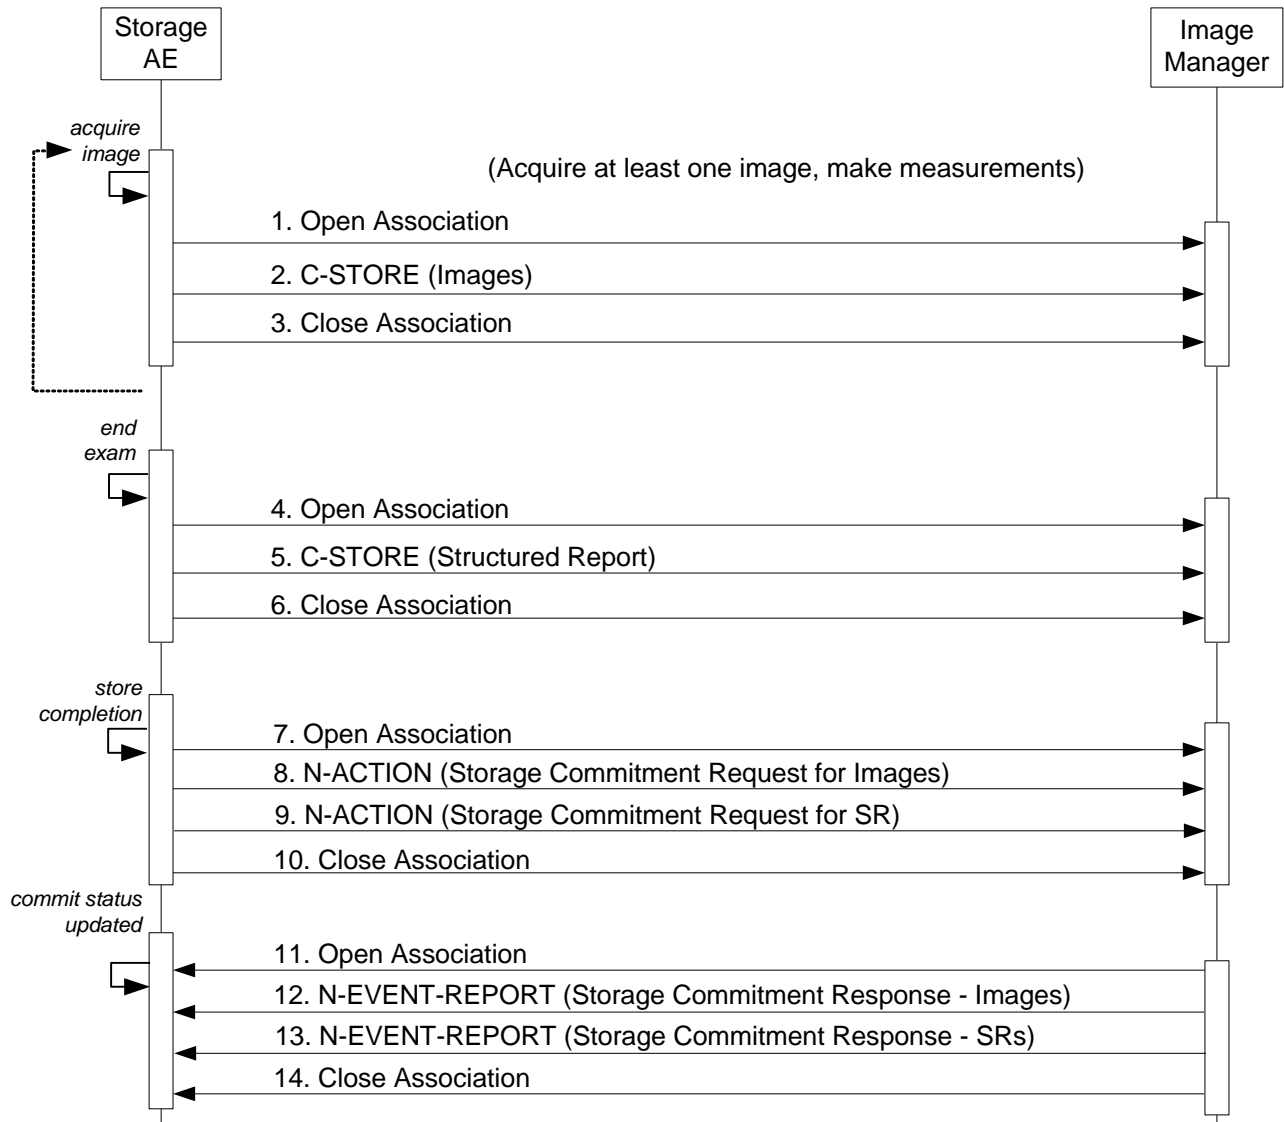 Storage
AE
Image
Manager
acquire
image
(Acquire at least one image, make measurements)
1. Open Association
2. C-STORE (Images)
3. Close Association
end
exam
4. Open Association
5. C-STORE (Structured Report)
6. Close Association
store
completion
7. Open Association
8. N-ACTION (Storage Commitment Request for Images)
9. N-ACTION (Storage Commitment Request for SR)
10. Close Association
commit status
updated
11. Open Association
12. N-EVENT-REPORT (Storage Commitment Response - Images)
13. N-EVENT-REPORT (Storage Commitment Response - SRs)
14. Close Association